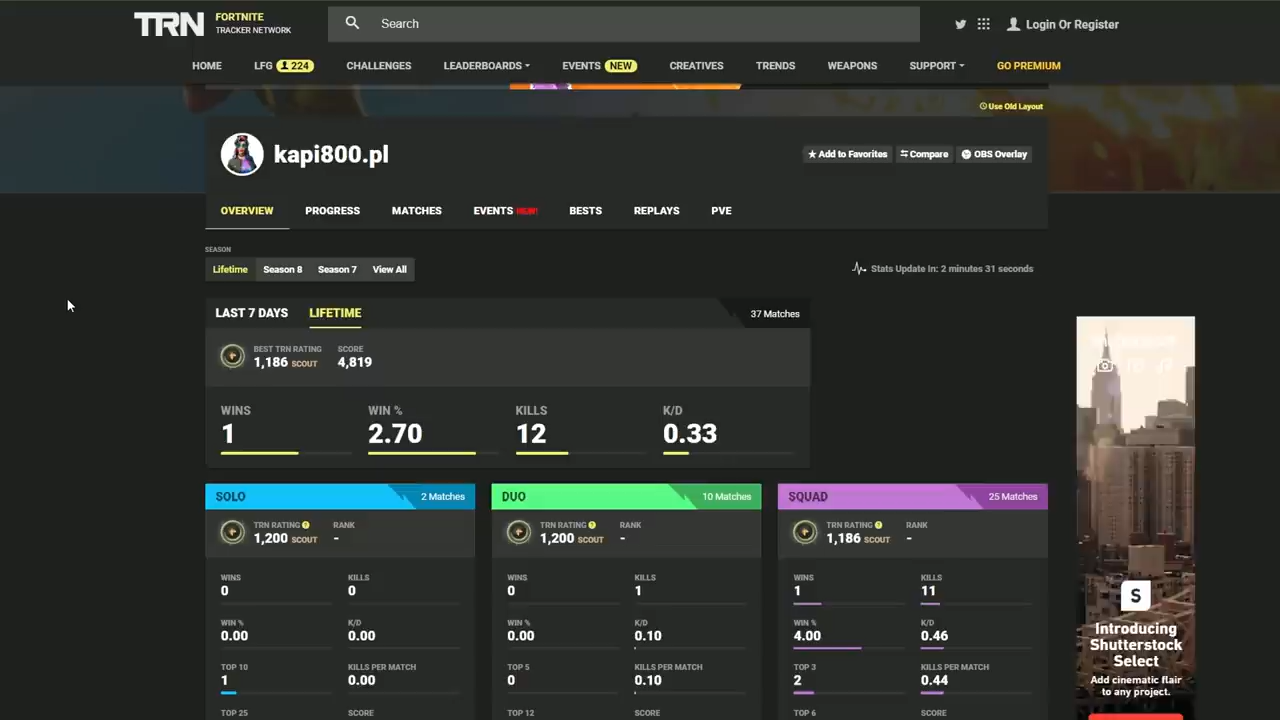 TRN
FORTNITE
TRACKER NETWORK
Search
Login Or Register
HOME
LFG 224
CHALLENGES
LEADERBOARDS
EVENTS NEW
CREATIVES
TRENDS
WEAPONS
SUPPORT
GO PREMIUM
Use Old Layout
kapi800.pl
Add to Favorites
Compare
OBS Overlay
OVERVIEW
PROGRESS
MATCHES
EVENTS NEW!
BESTS
REPLAYS
PVE
SEASON
Lifetime
Season 8
Season 7
View All
Stats Update In: 2 minutes 31 seconds
LAST 7 DAYS
LIFETIME
37 Matches
BEST TRN RATING
1,186 SCOUT
SCORE
4,819
WINS
1
WIN %
2.70
KILLS
12
K/D
0.33
SOLO
2 Matches
TRN RATING
1,200 SCOUT
RANK
-
WINS
0
KILLS
0
WIN %
0.00
K/D
0.00
TOP 10
1
KILLS PER MATCH
0.00
TOP 25
SCORE
DUO
10 Matches
TRN RATING
1,200 SCOUT
RANK
-
WINS
0
KILLS
1
WIN %
0.00
K/D
0.10
TOP 5
0
KILLS PER MATCH
0.10
TOP 12
SCORE
SQUAD
25 Matches
TRN RATING
1,186 SCOUT
RANK
-
WINS
1
KILLS
11
WIN %
4.00
K/D
0.46
TOP 3
2
KILLS PER MATCH
0.44
TOP 6
SCORE
S
Introducing
Shutterstock
Select
Add cinematic flair
to any project.